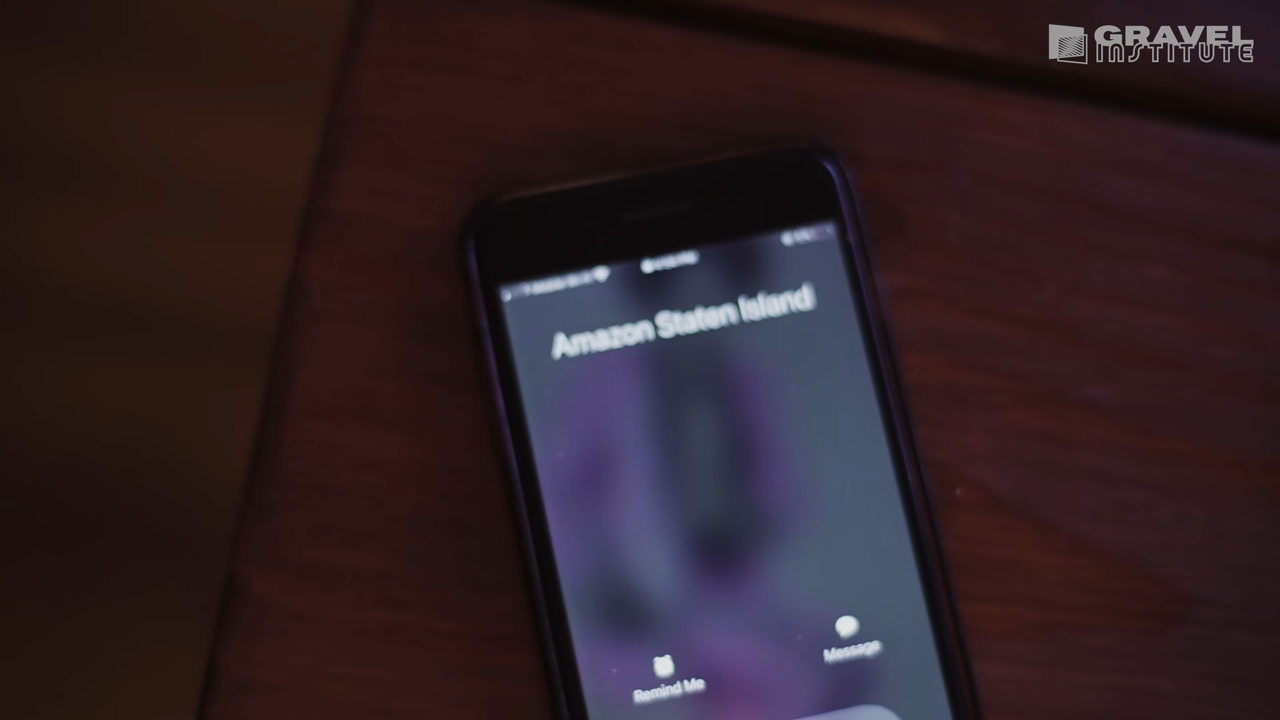 GRAVEL
INSTITUTE
Amazon Staten Island
Message
Remind Me